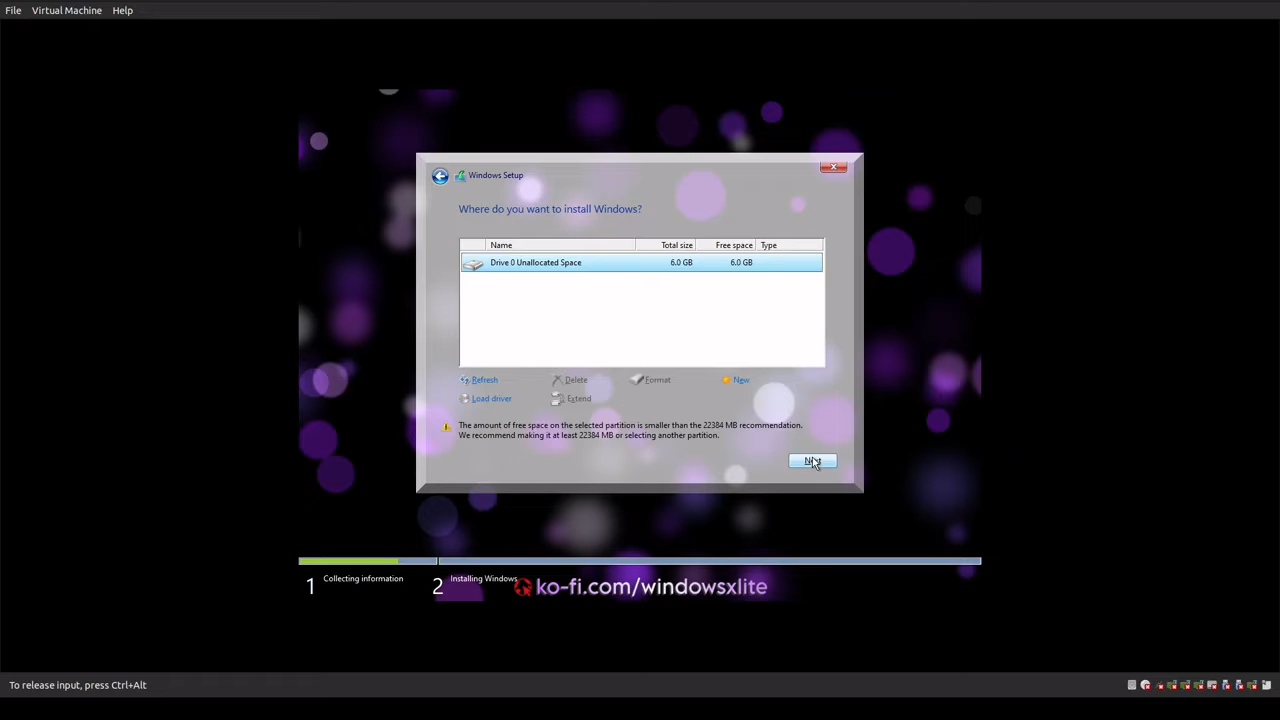 File Virtual Machine Help
Windows Setup
Where do you want to install Windows?
Name Total size Free space Type
Drive 0 Unallocated Space 6.0 GB 6.0 GB
Refresh Delete Format New
Load driver Extend
The amount of free space on the selected partition is smaller than the 22384 MB recommendation.
We recommend making it at least 22384 MB or selecting another partition.
Next
1 Collecting information 2 Installing Windows
ko-fi.com/windowsxlite
To release input, press Ctrl+Alt